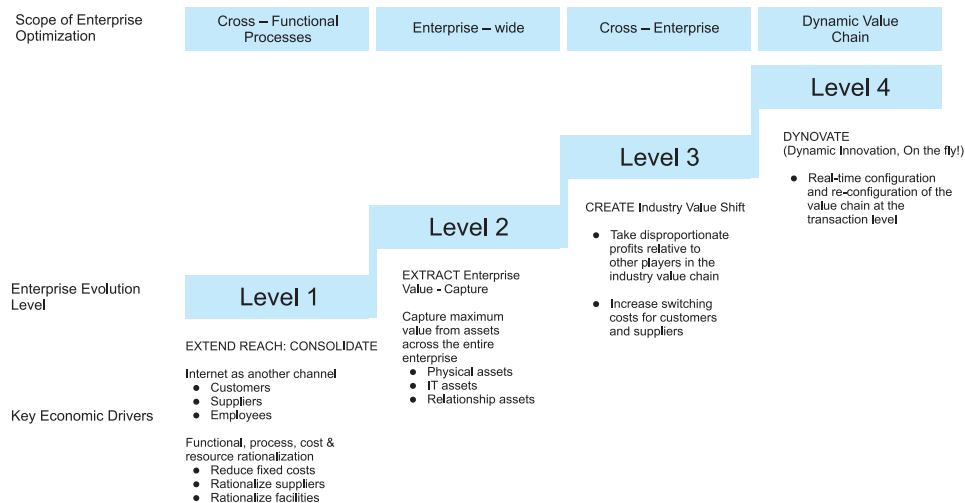 Scope of Enterprise
Optimization
Cross – Functional
Processes
Enterprise – wide
Cross – Enterprise
Dynamic Value
Chain
Enterprise Evolution
Level
Level 1
Level 2
Level 3
Level 4
Key Economic Drivers
EXTEND REACH: CONSOLIDATE
Internet as another channel
● Customers
● Suppliers
● Employees
Functional, process, cost &
resource rationalization
● Reduce fixed costs
● Rationalize suppliers
● Rationalize facilities
EXTRACT Enterprise
Value - Capture
Capture maximum
value from assets
across the entire
enterprise
● Physical assets
● IT assets
● Relationship assets
CREATE Industry Value Shift
● Take disproportionate
profits relative to
other players in the
industry value chain
● Increase switching
costs for customers
and suppliers
DYNOVATE
(Dynamic Innovation, On the fly!)
● Real-time configuration
and re-configuration of the
value chain at the
transaction level